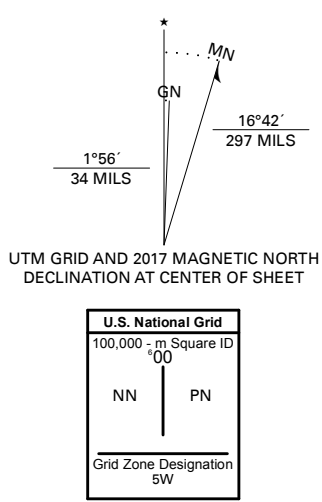 ★
MN
GN
1°56´
34 MILS
16°42´
297 MILS
UTM GRID AND 2017 MAGNETIC NORTH
DECLINATION AT CENTER OF SHEET
U.S. National Grid
100,000 - m Square ID
⁶00
NN PN
Grid Zone Designation
5W